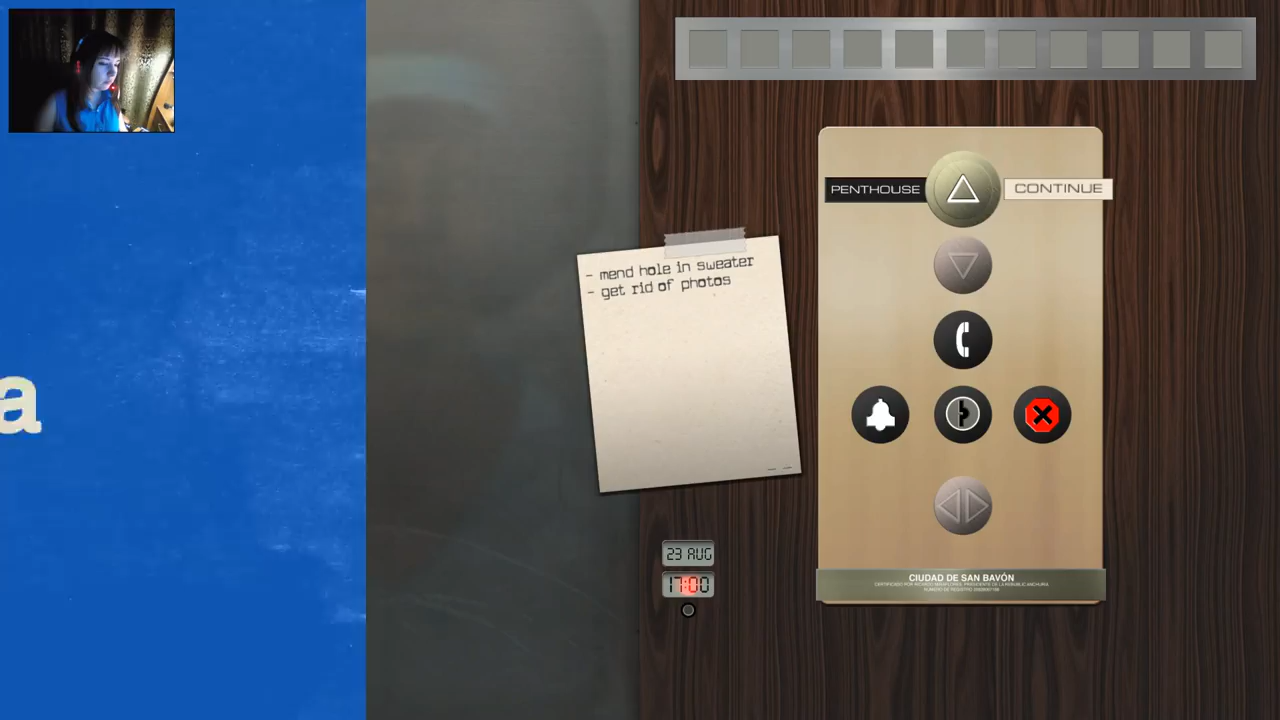 PENTHOUSE
CONTINUE
- mend hole in sweater
- get rid of photos
a
23 AUG
17:00
CIUDAD DE SAN BAVÓN